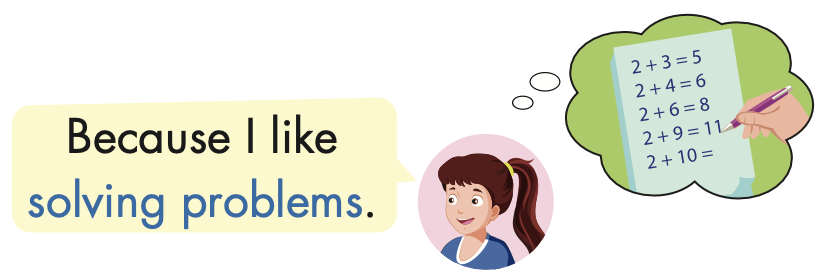 Because I like
solving problems.
2 + 3 = 5
2 + 4 = 6
2 + 6 = 8
2 + 9 = 11
2 + 10 =